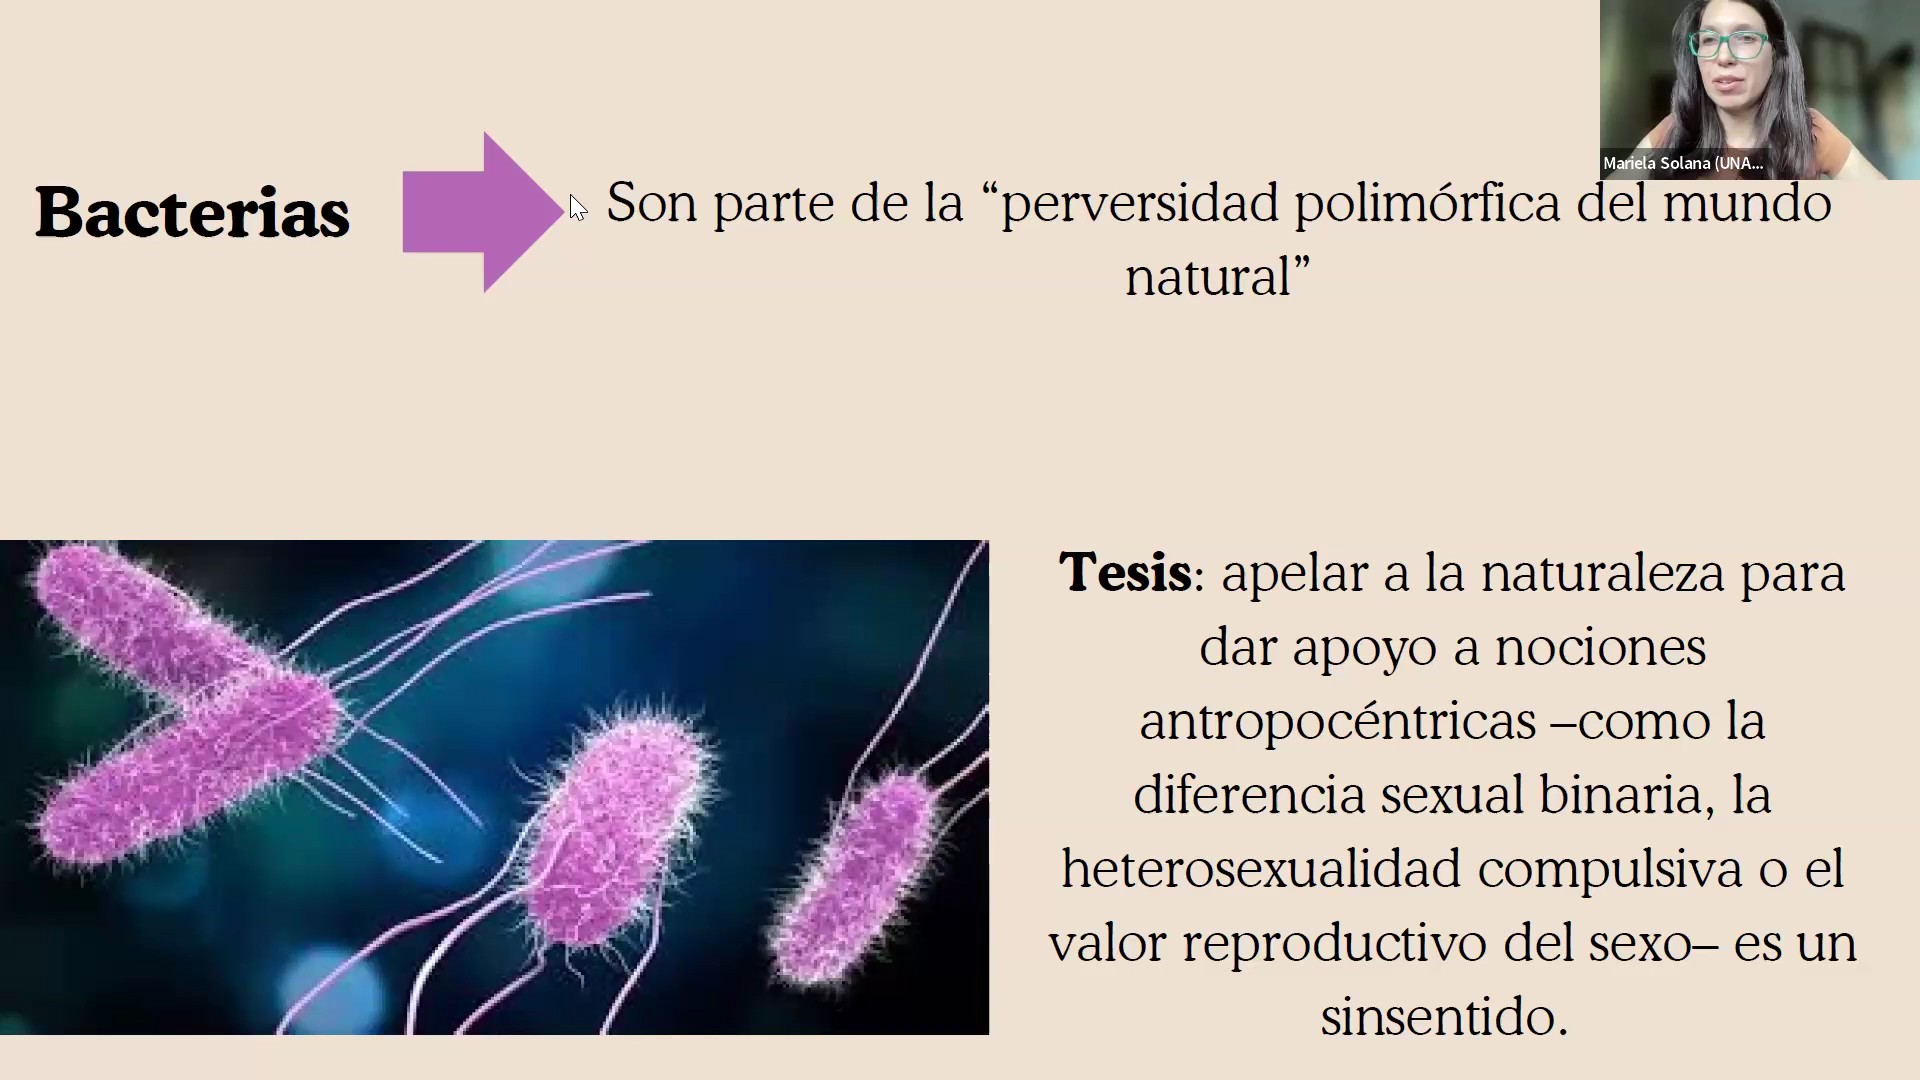 Mariela Solana (UNA...
Bacterias
Son parte de la “perversidad polimórfica del mundo
natural”
Tesis: apelar a la naturaleza para
dar apoyo a nociones
antropocéntricas –como la
diferencia sexual binaria, la
heterosexualidad compulsiva o el
valor reproductivo del sexo– es un
sinsentido.